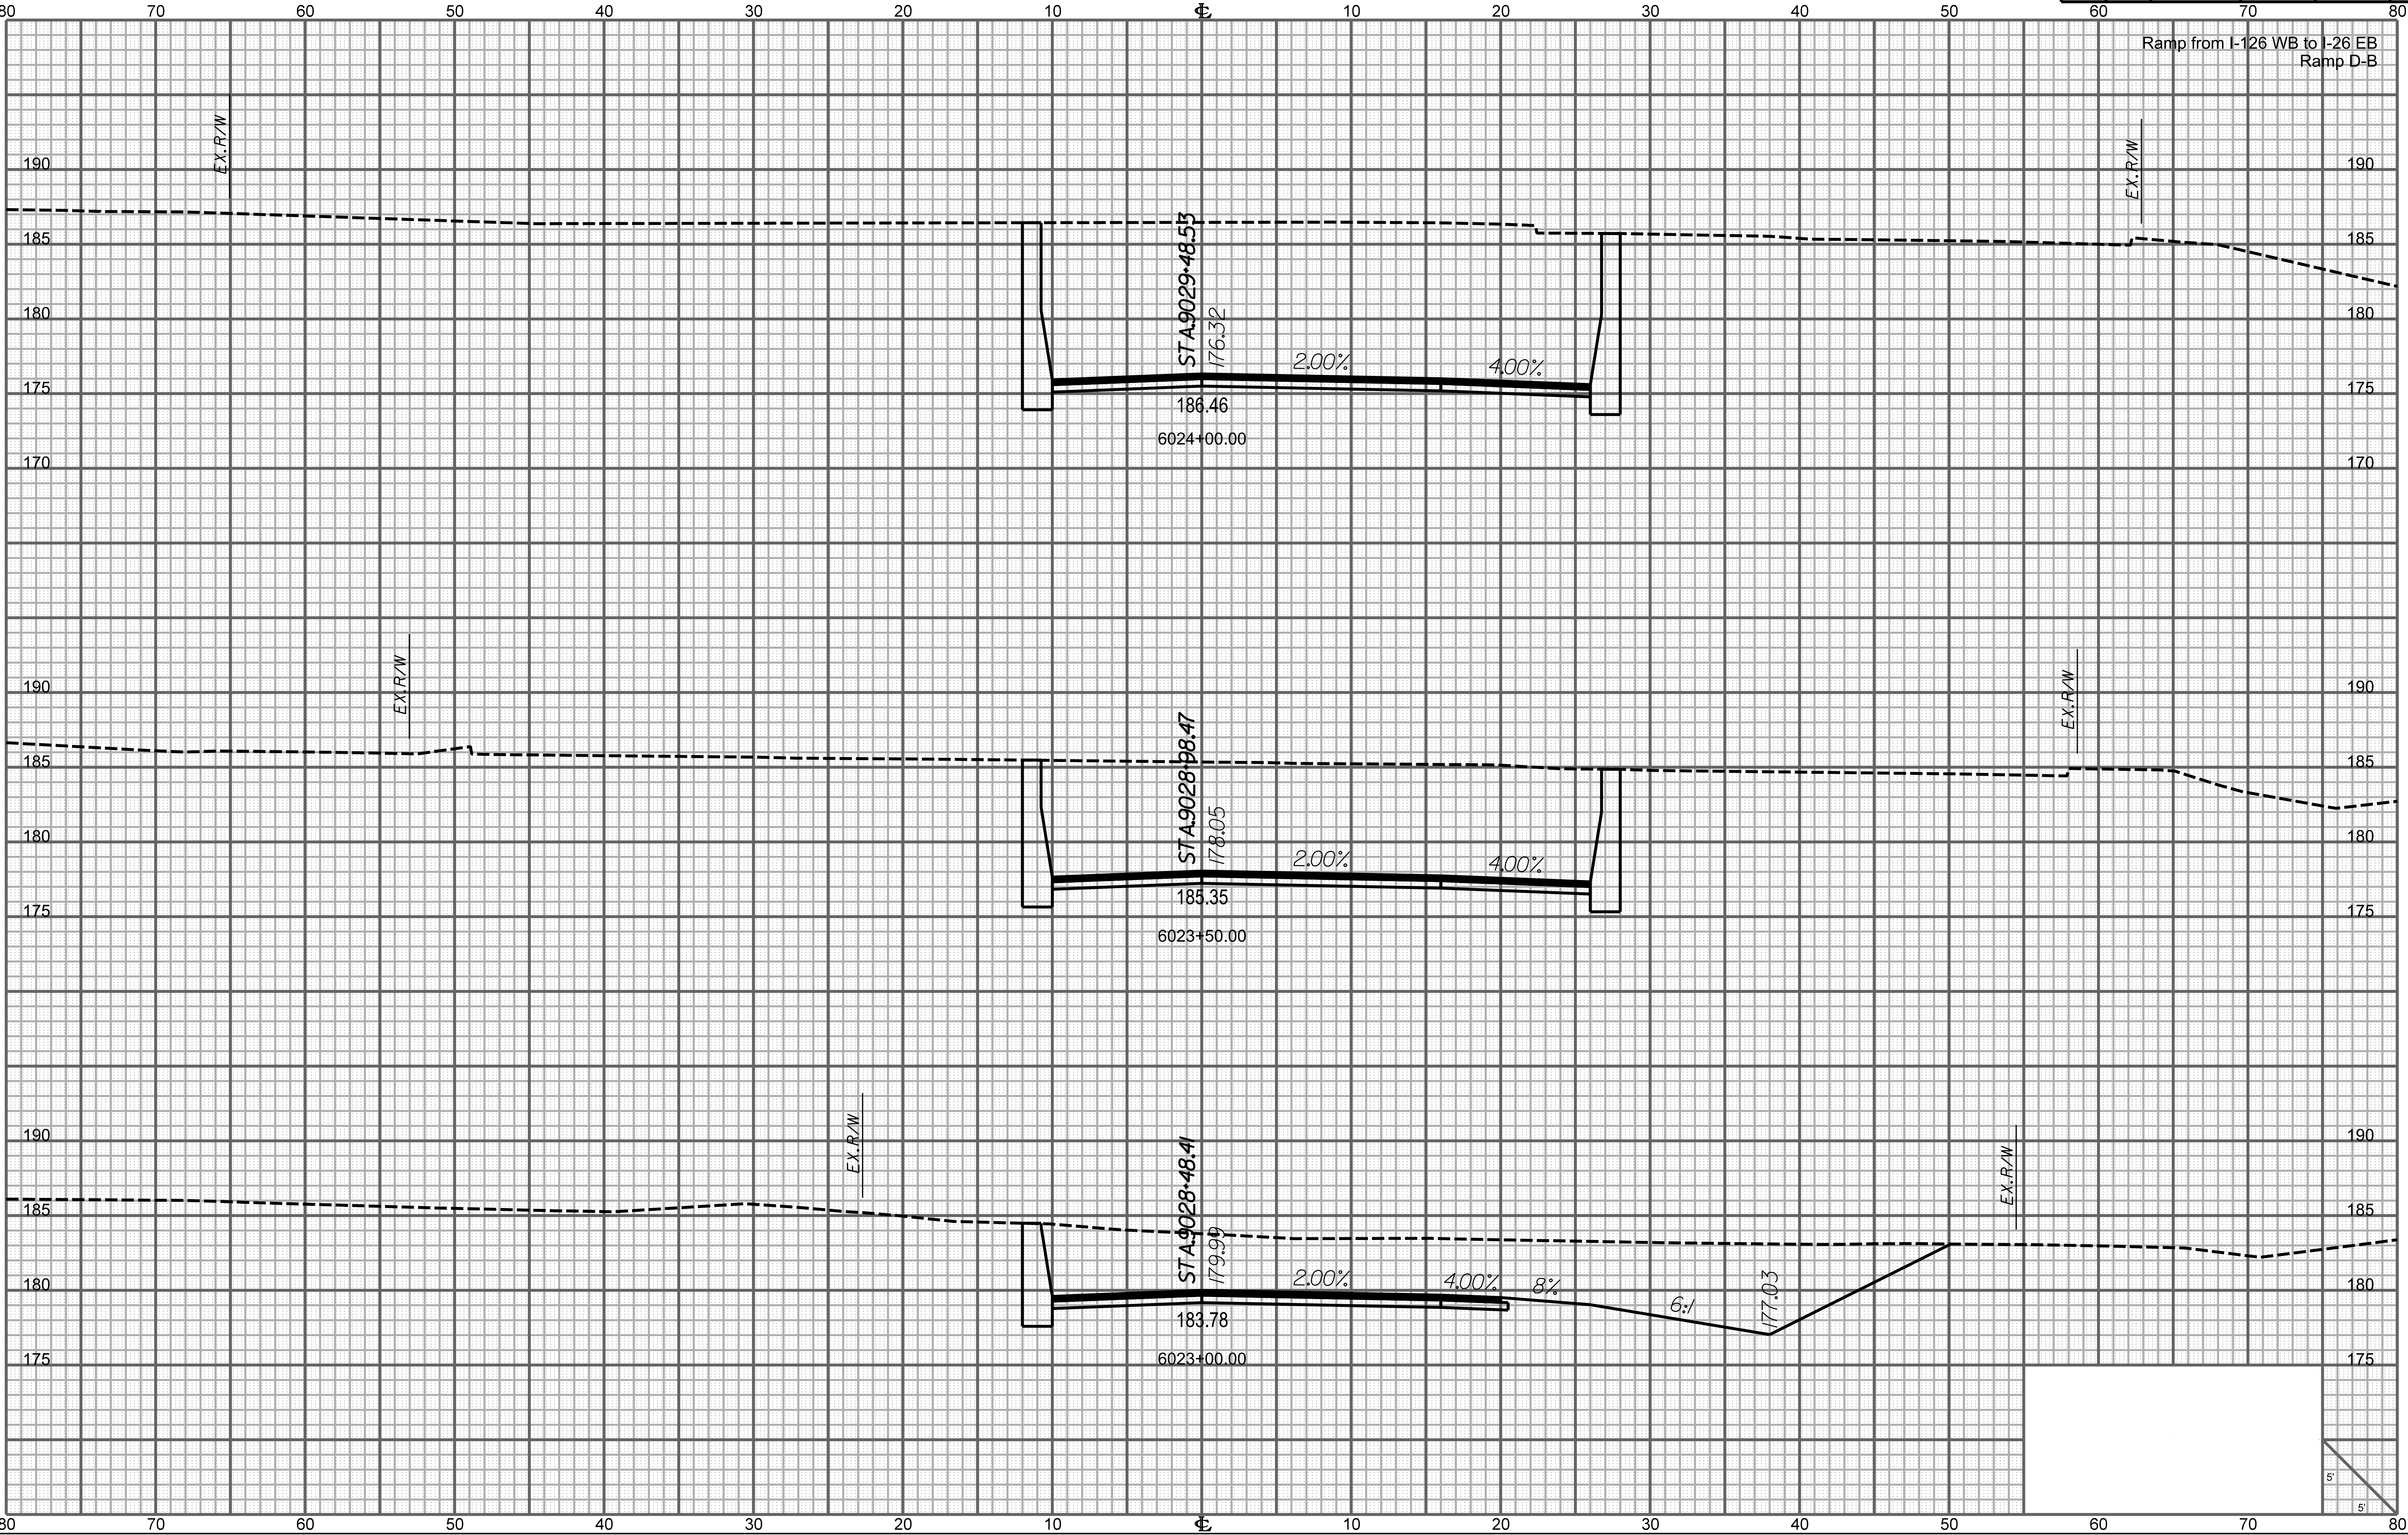 80 70 60 50 40 30 20 10 ℄ 10 20 30 40 50 60 70 80
Ramp from I-126 WB to I-26 EB
Ramp D-B
EX.R/W
EX.R/W
190 190
185 185
180 180
175 175
170 170
STA.9029+48.53
176.32
2.00%
4.00%
186.46
6024+00.00
EX.R/W
EX.R/W
190 190
185 185
180 180
175 175
STA.9028+98.47
178.05
2.00%
4.00%
185.35
6023+50.00
EX.R/W
EX.R/W
190 190
185 185
180 180
175 175
STA.9028+48.41
179.99
2.00%
4.00%
8%
6:1
177.03
183.78
6023+00.00
5'
5'
80 70 60 50 40 30 20 10 ℄ 10 20 30 40 50 60 70 80